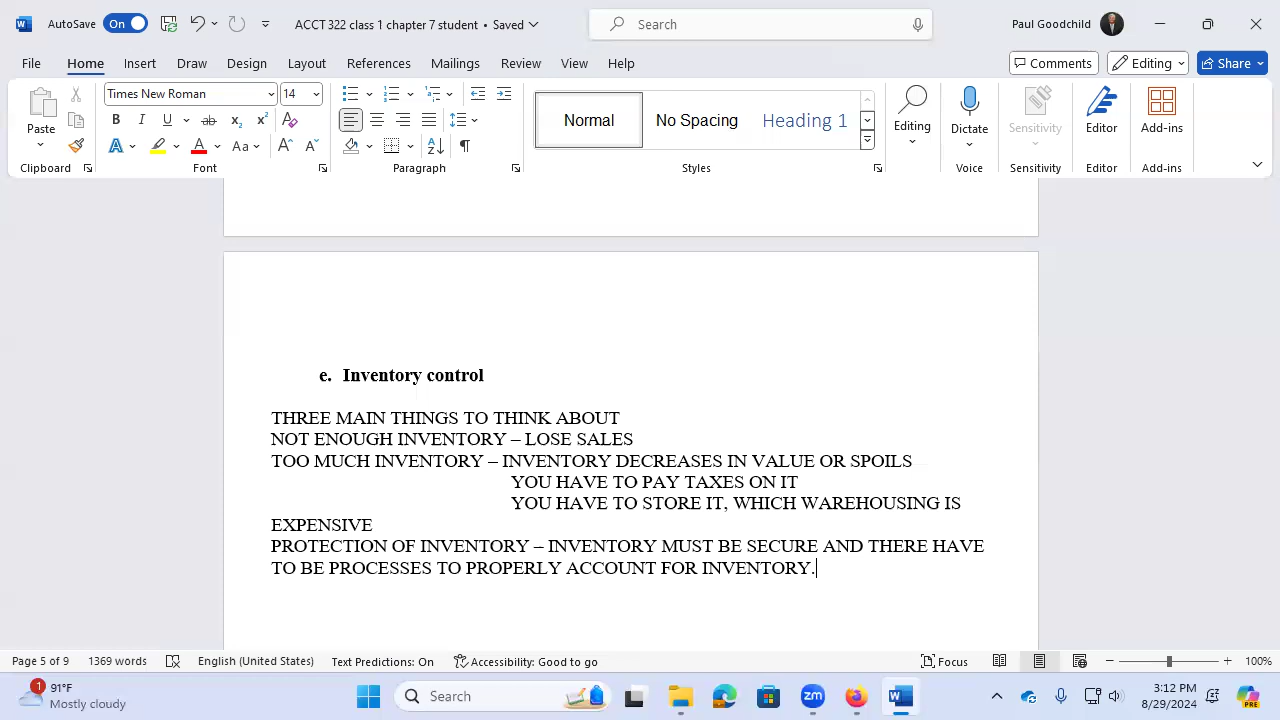 AutoSave On ACCT 322 class 1 chapter 7 student • Saved Search Paul Goodchild
File Home Insert Draw Design Layout References Mailings Review View Help Comments Editing Share
Times New Roman 14 Normal No Spacing Heading 1
Paste Editing Dictate Sensitivity Editor Add-ins
Clipboard Font Paragraph Styles Voice Sensitivity Editor Add-ins
e. Inventory control
THREE MAIN THINGS TO THINK ABOUT
NOT ENOUGH INVENTORY – LOSE SALES
TOO MUCH INVENTORY – INVENTORY DECREASES IN VALUE OR SPOILS
YOU HAVE TO PAY TAXES ON IT
YOU HAVE TO STORE IT, WHICH WAREHOUSING IS
EXPENSIVE
PROTECTION OF INVENTORY – INVENTORY MUST BE SECURE AND THERE HAVE
TO BE PROCESSES TO PROPERLY ACCOUNT FOR INVENTORY.
Page 5 of 9 1369 words English (United States) Text Predictions: On Accessibility: Good to go Focus 100%
1 91°F Search zm 3:12 PM
Mostly cloudy 8/29/2024 PRE